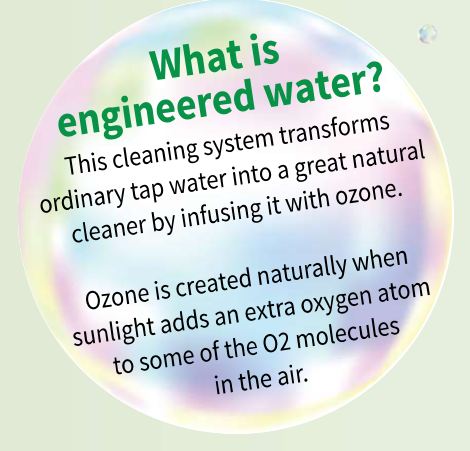 What is
engineered water?
This cleaning system transforms
ordinary tap water into a great natural
cleaner by infusing it with ozone.
Ozone is created naturally when
sunlight adds an extra oxygen atom
to some of the O2 molecules
in the air.